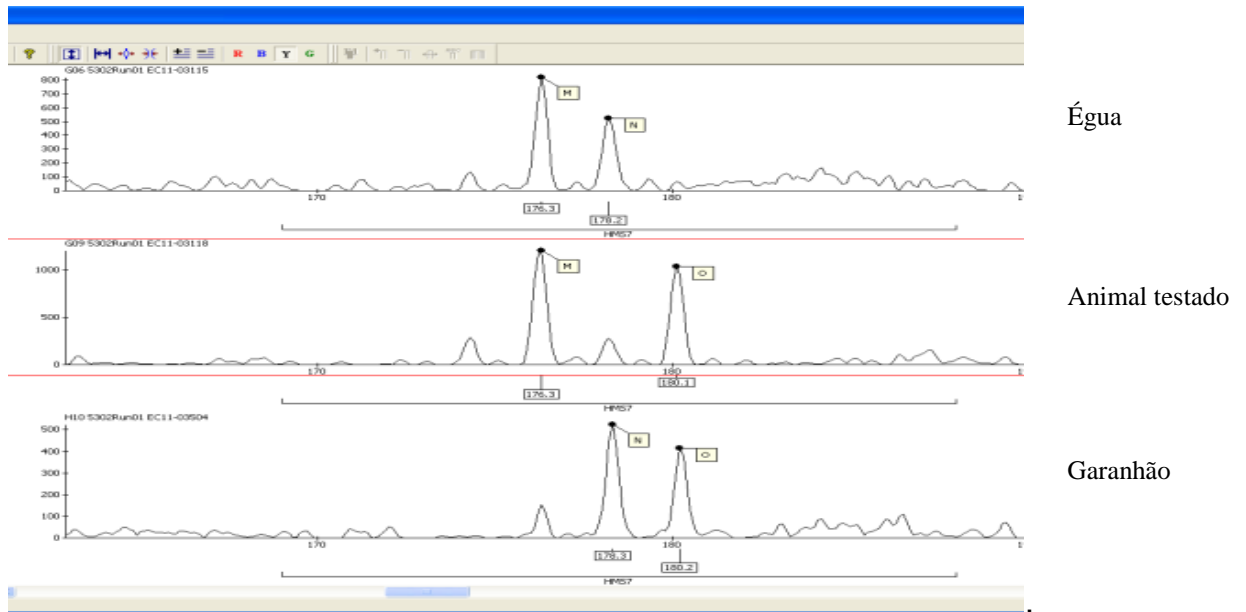 R B Y G
G06 5302Run01 EC11-03115
800
700
600
500
400
300
200
100
0
M
N
170
180
176.3
178.2
HMS7
Égua
G09 5302Run01 EC11-03118
1000
500
0
M
O
170
180
180.1
176.3
HMS7
Animal testado
H10 5302Run01 EC11-03504
500
400
300
200
100
0
N
O
170
180
178.3
180.2
HMS7
Garanhão
.